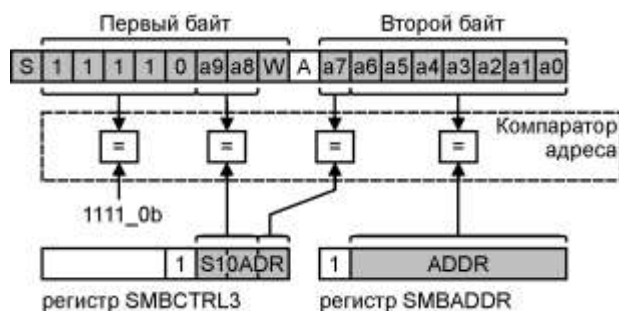 Первый байт Второй байт
S 1 1 1 1 0 a9 a8 W A a7 a6 a5 a4 a3 a2 a1 a0
Компаратор
= = = =
адреса
1111_0b
1 S10ADR 1 ADDR
регистр SMBCTRL3 регистр SMBADDR